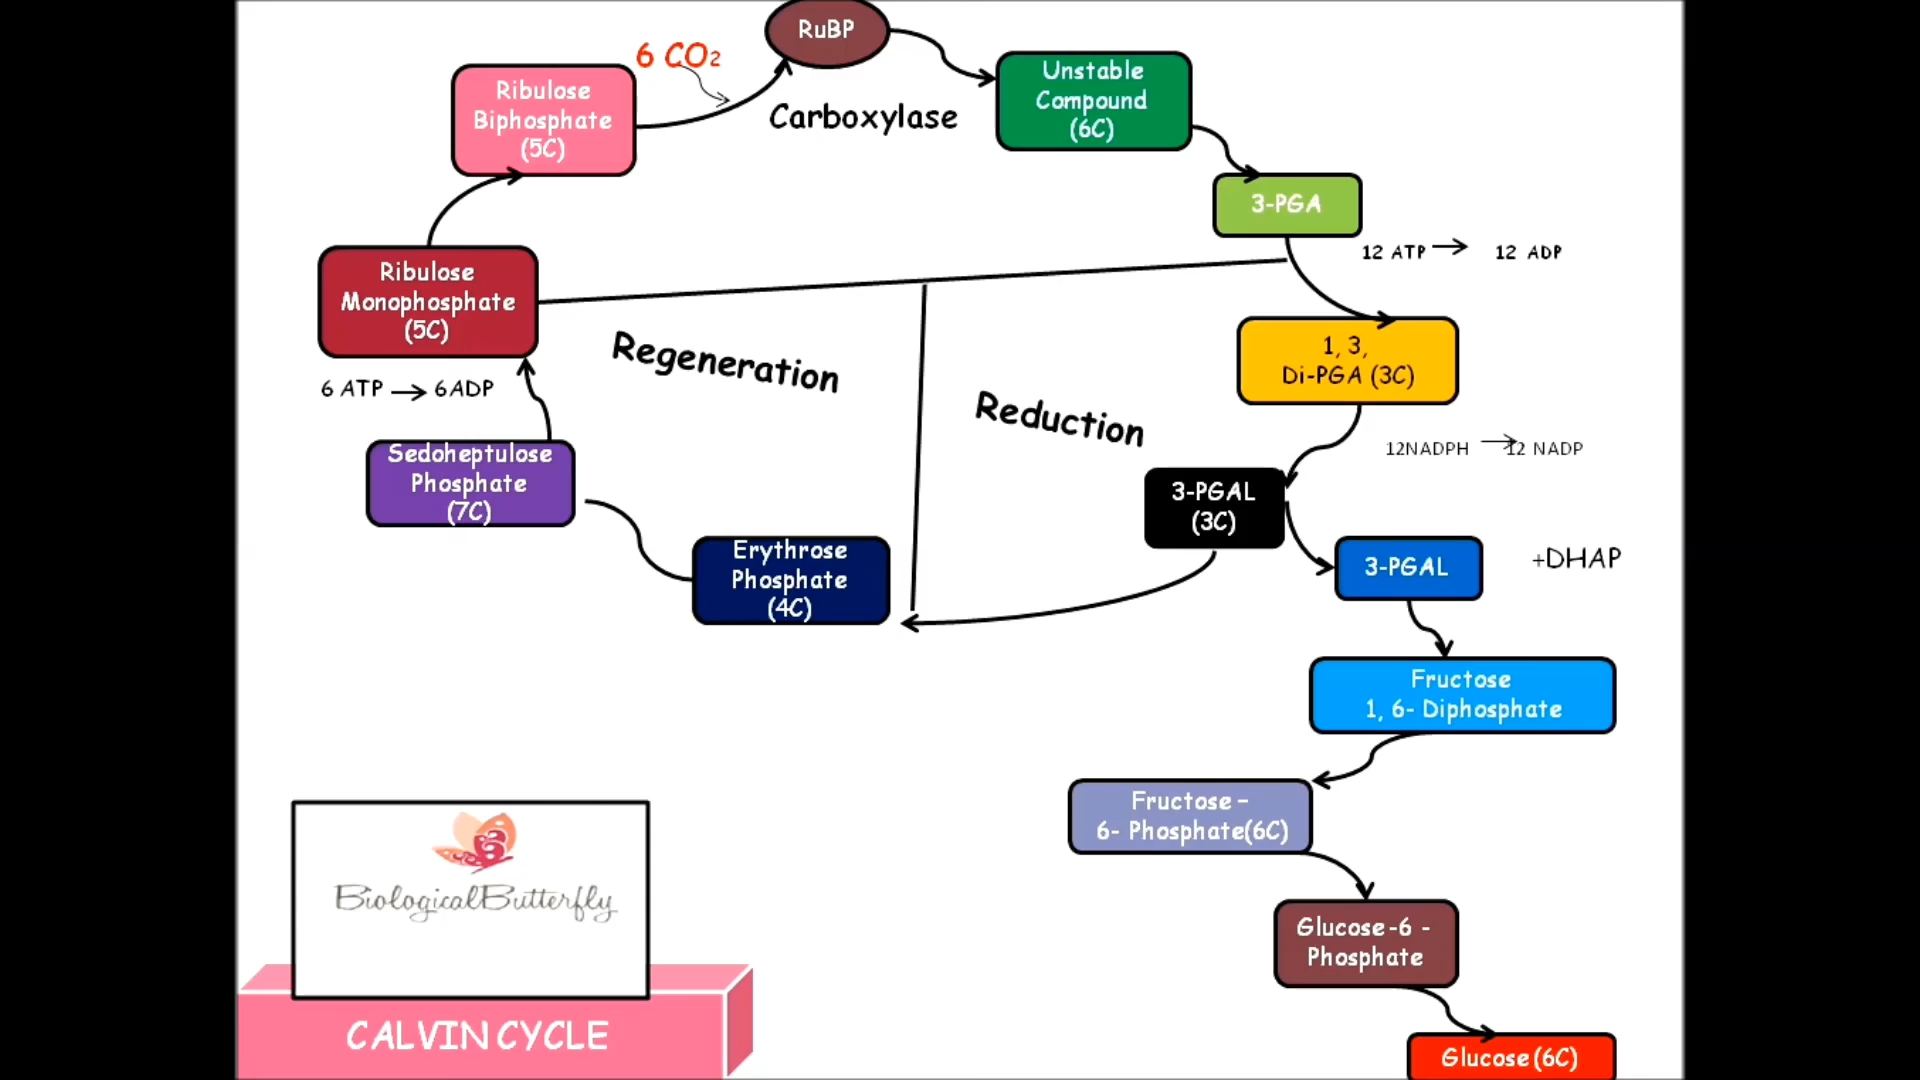 RuBP
6 CO2
Ribulose
Biphosphate
(5C)
Carboxylase
Unstable
Compound
(6C)
3-PGA
12 ATP → 12 ADP
Ribulose
Monophosphate
(5C)
Regeneration
1, 3,
Di-PGA (3C)
6 ATP → 6ADP
Reduction
12NADPH → 12 NADP
Sedoheptulose
Phosphate
(7C)
3-PGAL
(3C)
Erythrose
Phosphate
(4C)
3-PGAL
+DHAP
Fructose
1, 6- Diphosphate
Fructose –
6- Phosphate(6C)
BiologicalButterfly
Glucose-6 -
Phosphate
CALVIN CYCLE
Glucose(6C)